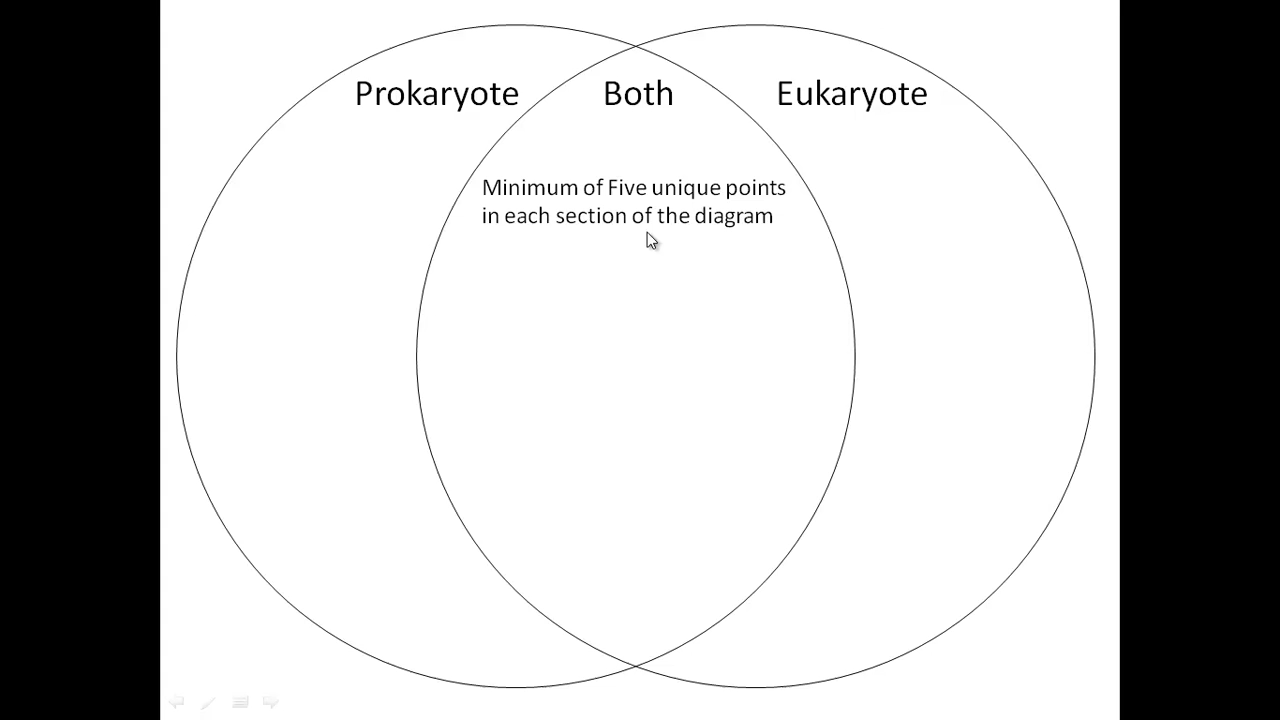 Prokaryote Both Eukaryote
Minimum of Five unique points
in each section of the diagram